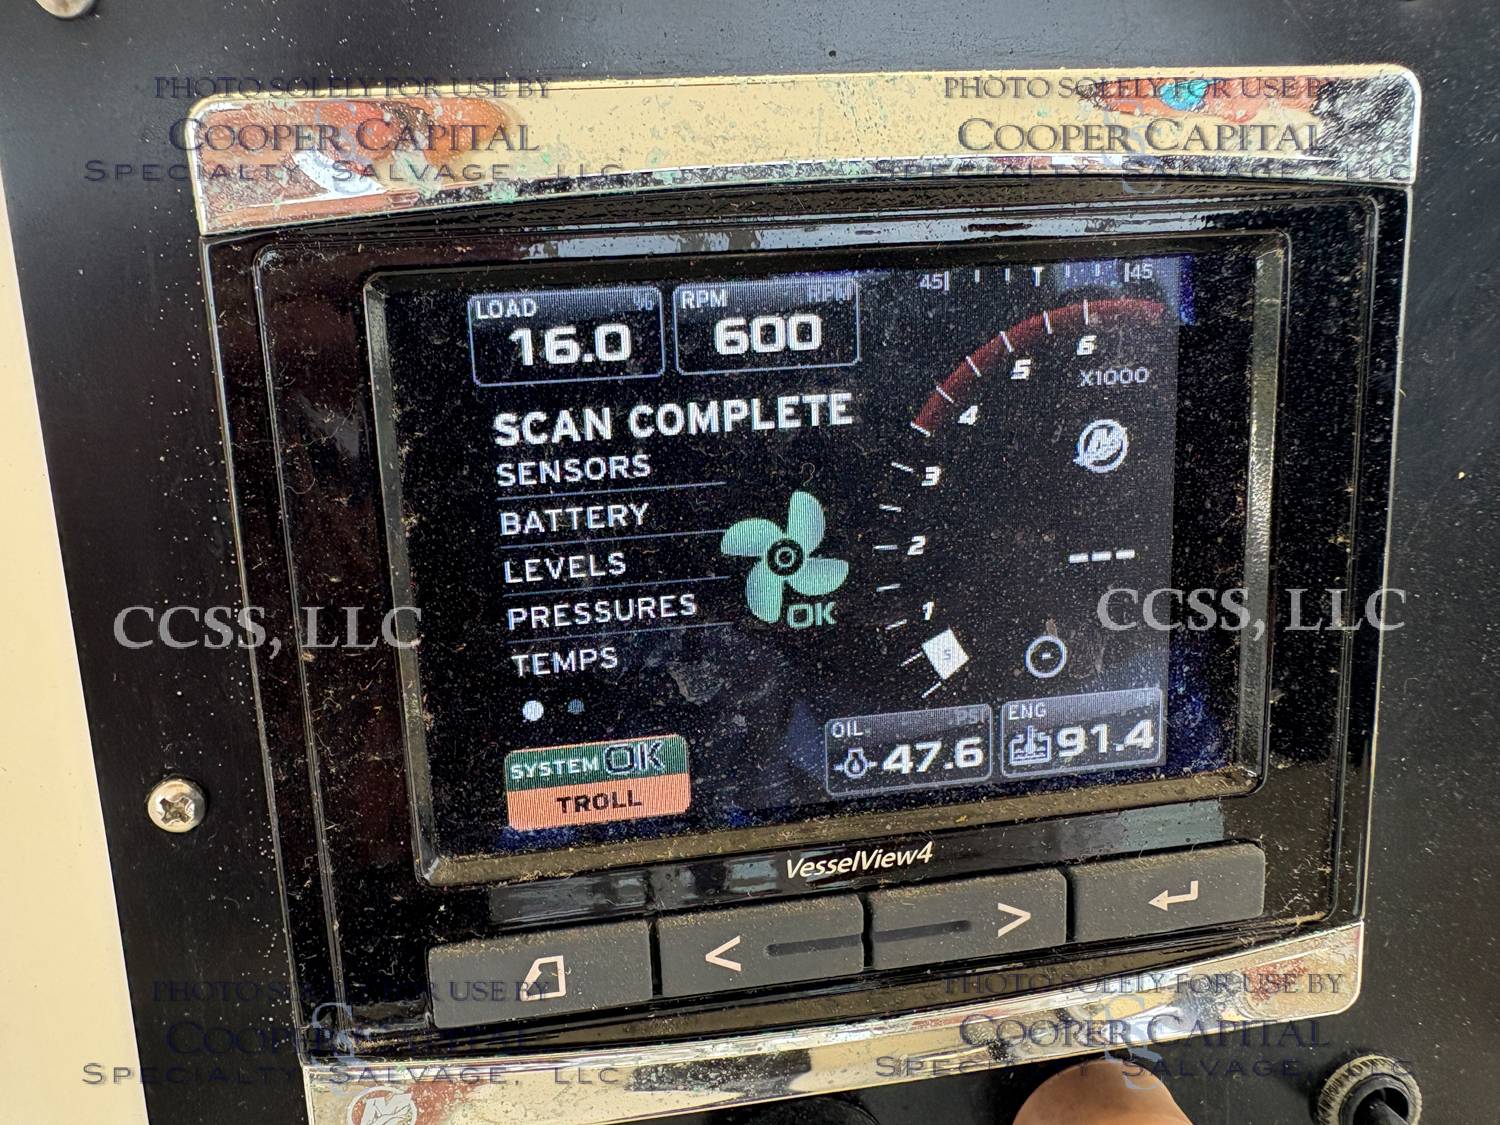 PHOTO SOLELY FOR USE BY
COOPER CAPITAL
SPECIALTY SALVAGE, LLC
PHOTO SOLELY FOR USE BY
COOPER CAPITAL
SPECIALTY SALVAGE, LLC
LOAD %
16.0
RPM RPM
600
45 45
SCAN COMPLETE
SENSORS
BATTERY
LEVELS
PRESSURES
TEMPS
OK
6
5
4
3
2
1
X1000
---
S
CCSS, LLC
CCSS, LLC
SYSTEM OK
TROLL
OIL PSI
47.6
ENG
91.4
VesselView4
< >
PHOTO SOLELY FOR USE BY
COOPER CAPITAL
SPECIALTY SALVAGE, LLC
PHOTO SOLELY FOR USE BY
COOPER CAPITAL
SPECIALTY SALVAGE, LLC